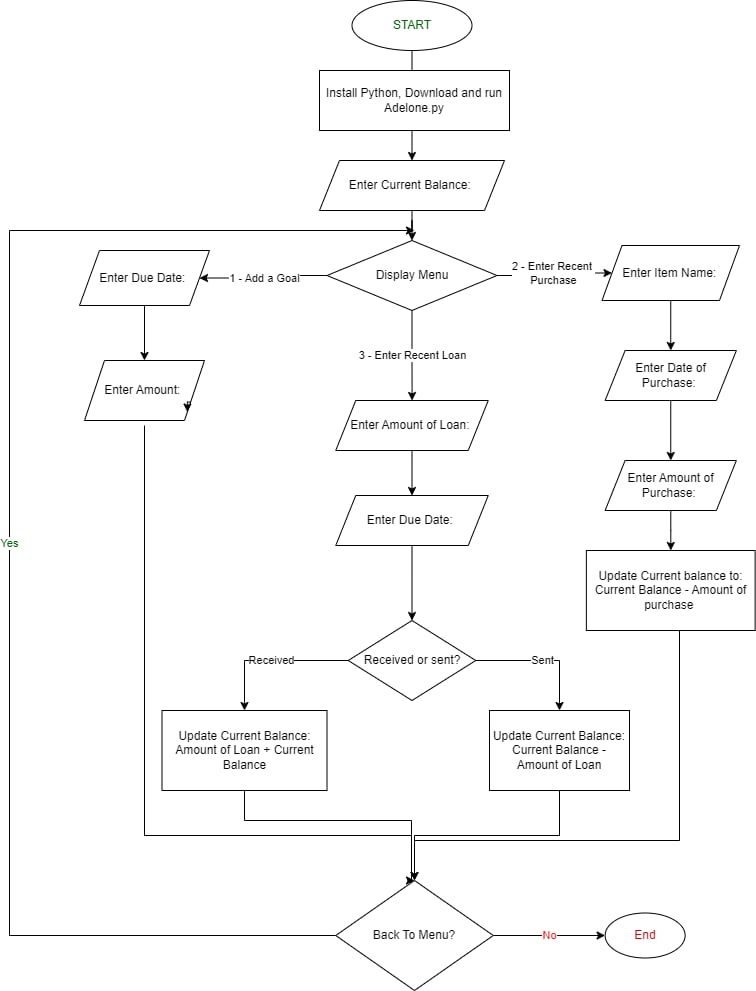 START
Install Python, Download and run
Adelone.py
Enter Current Balance:
Display Menu
1 - Add a Goal
2 - Enter Recent
Purchase
3 - Enter Recent Loan
Enter Due Date:
Enter Amount:
Enter Item Name:
Enter Date of
Purchase:
Enter Amount of
Purchase:
Update Current balance to:
Current Balance - Amount of
purchase
Enter Amount of Loan:
Enter Due Date:
Received or sent?
Received
Sent
Update Current Balance:
Amount of Loan + Current
Balance
Update Current Balance:
Current Balance -
Amount of Loan
Yes
Back To Menu?
No
End